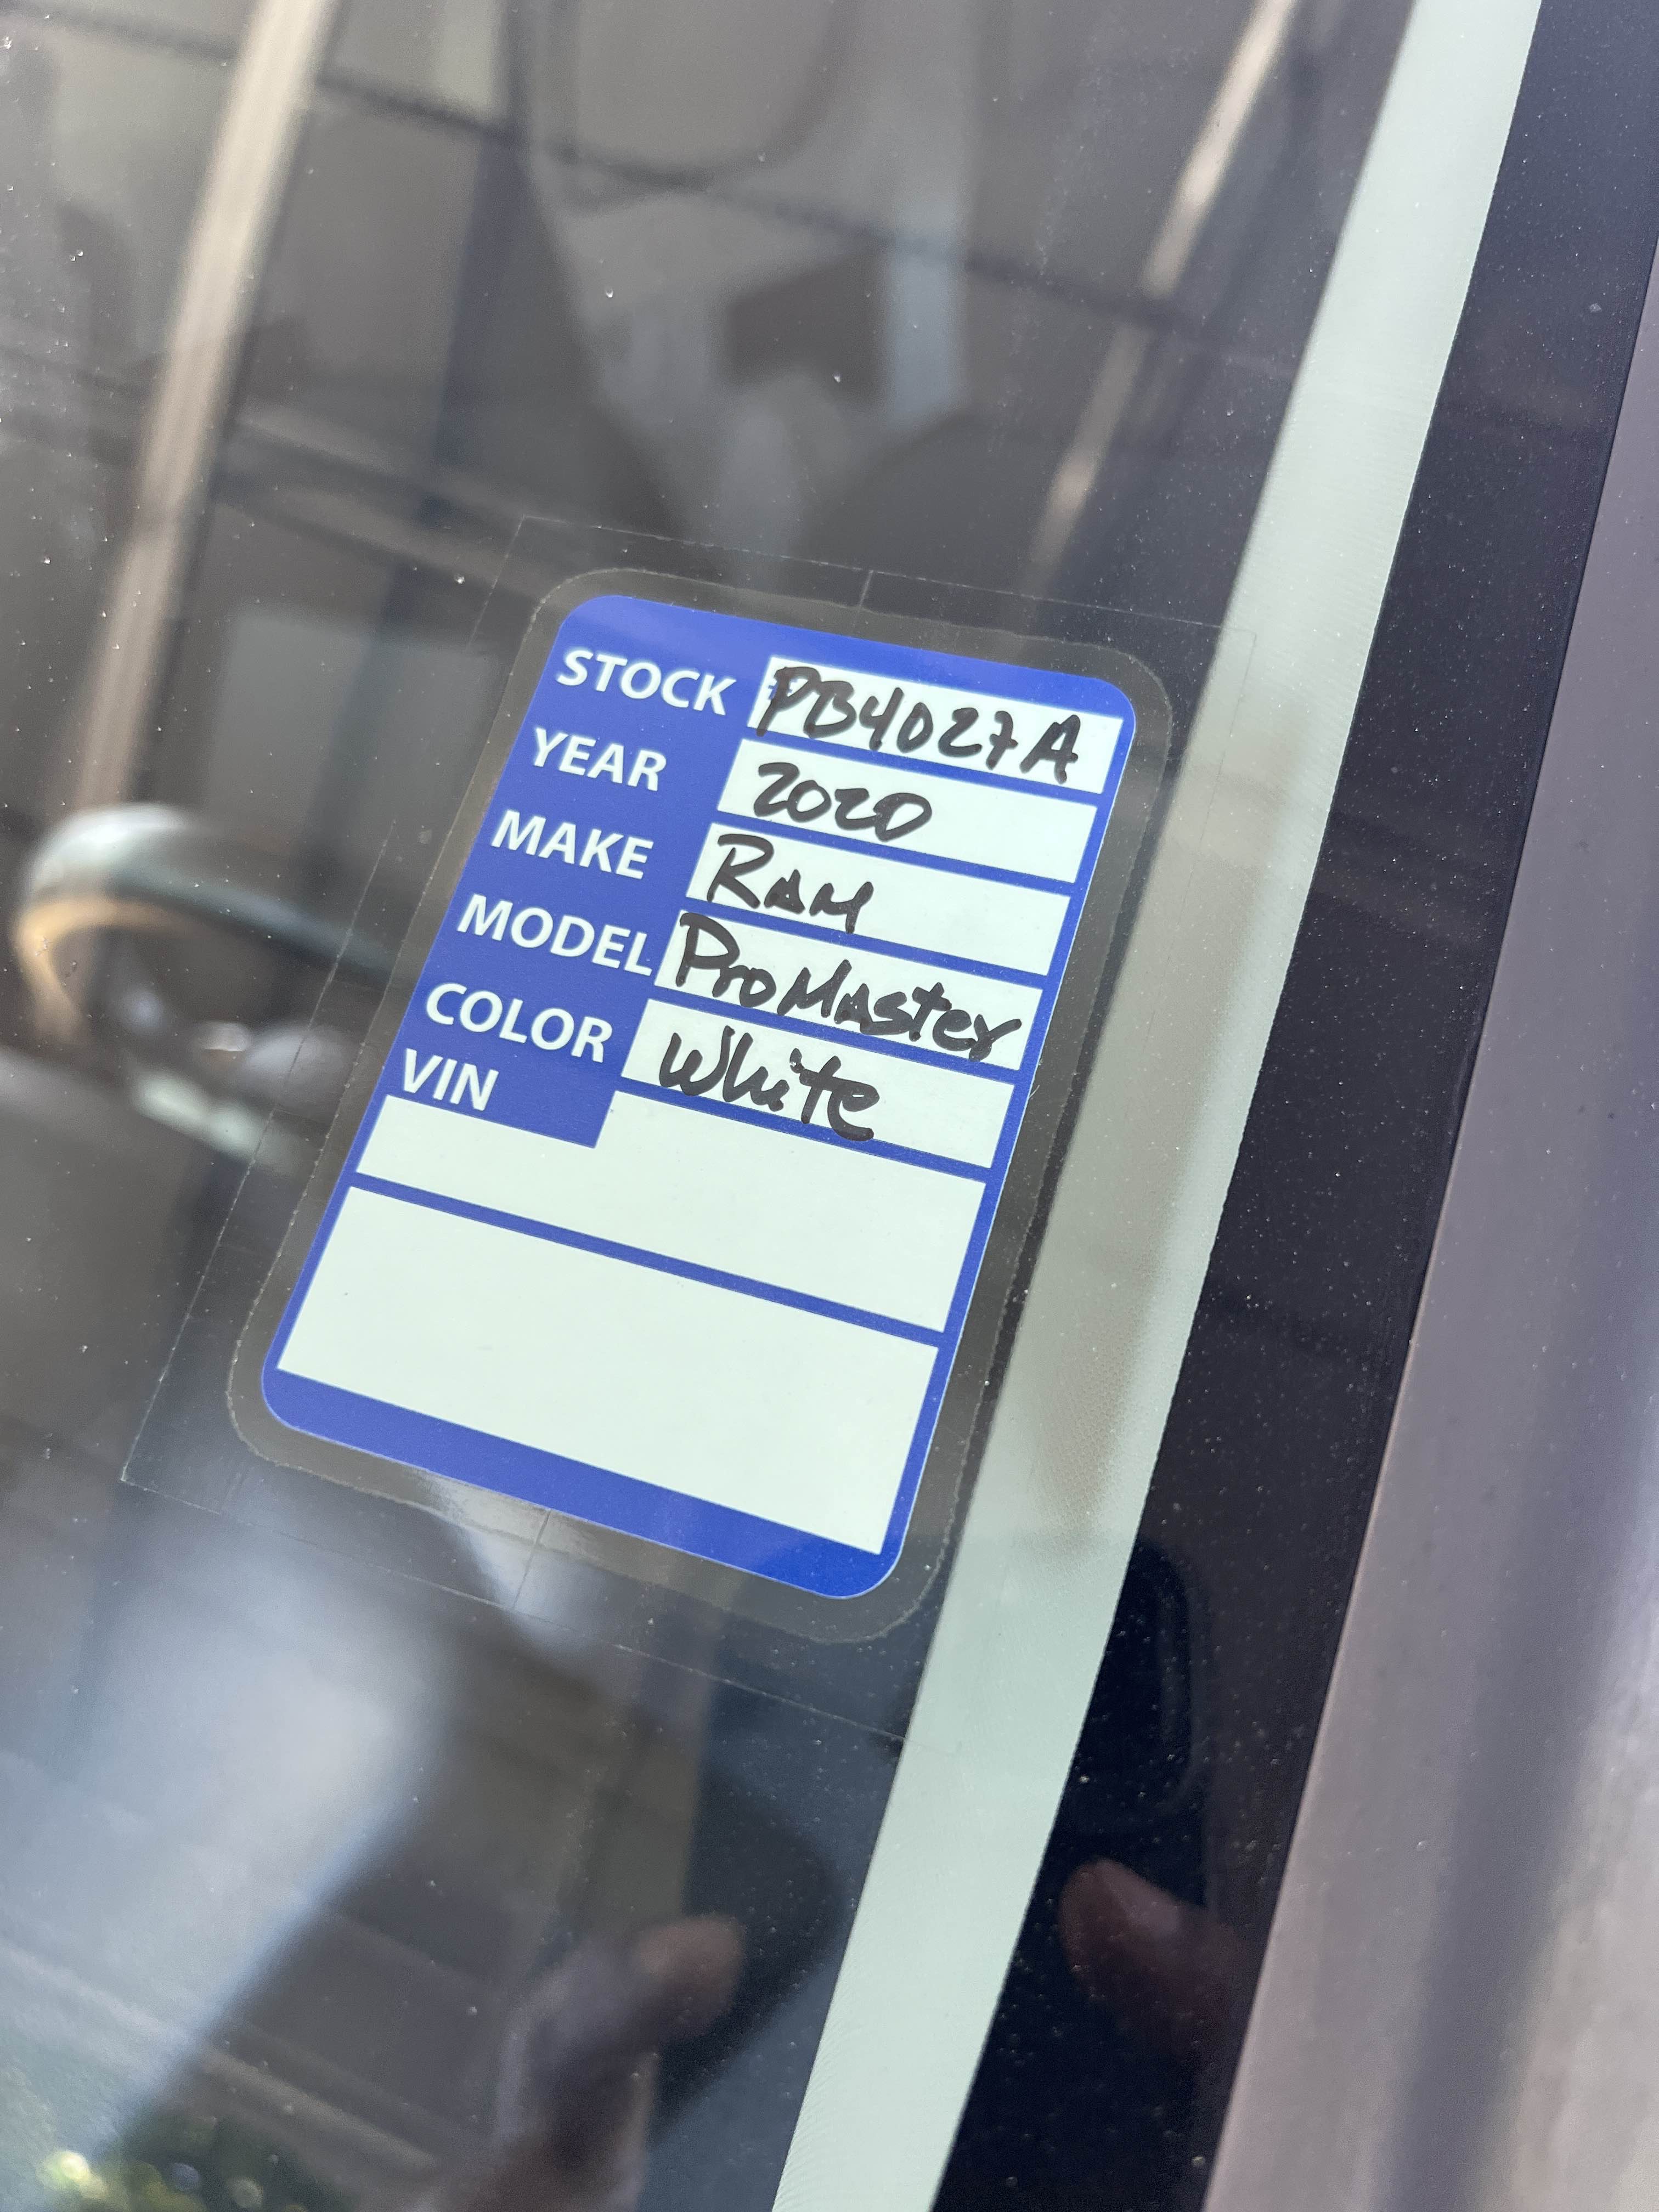 STOCK PB4027A
YEAR 2020
MAKE RAM
MODEL ProMaster
COLOR White
VIN